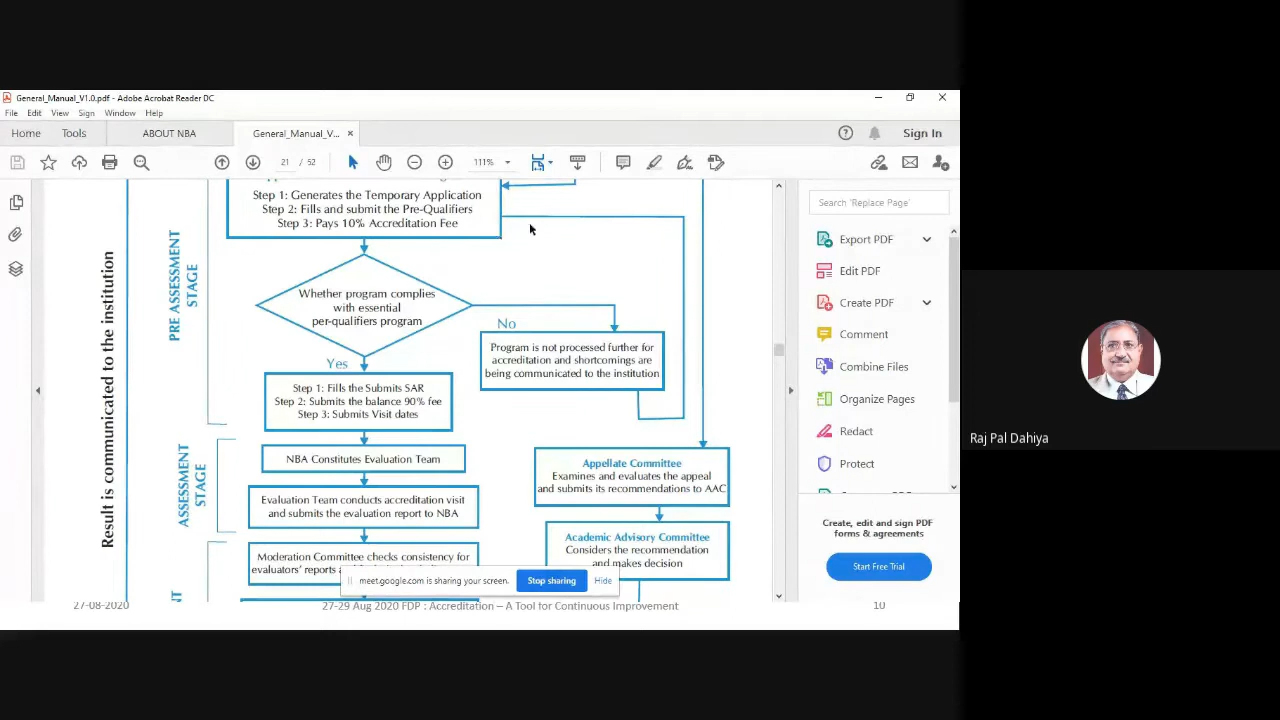 General_Manual_V1.0.pdf - Adobe Acrobat Reader DC
File Edit View Sign Window Help
Home Tools ABOUT NBA General_Manual_V... × Sign In
21 / 52 111%
Step 1: Generates the Temporary Application
Step 2: Fills and submit the Pre-Qualifiers
Step 3: Pays 10% Accreditation Fee
Result is communicated to the institution
PRE ASSESSMENT
STAGE
Whether program complies
with essential
per-qualifiers program
No
Program is not processed further for
accreditation and shortcomings are
being communicated to the institution
Yes
Step 1: Fills the Submits SAR
Step 2: Submits the balance 90% fee
Step 3: Submits Visit dates
ASSESSMENT
STAGE
NBA Constitutes Evaluation Team
Evaluation Team conducts accreditation visit
and submits the evaluation report to NBA
Moderation Committee checks consistency for
evaluators' reports
Appellate Committee
Examines and evaluates the appeal
and submits its recommendations to AAC
Academic Advisory Committee
Considers the recommendation
and makes decision
meet.google.com is sharing your screen. Stop sharing Hide
27-08-2020 27-29 Aug 2020 FDP : Accreditation – A Tool for Continuous Improvement 10
Search 'Replace Page'
Export PDF
Edit PDF
Create PDF
Comment
Combine Files
Organize Pages
Redact
Protect
Create, edit and sign PDF
forms & agreements
Start Free Trial
Raj Pal Dahiya